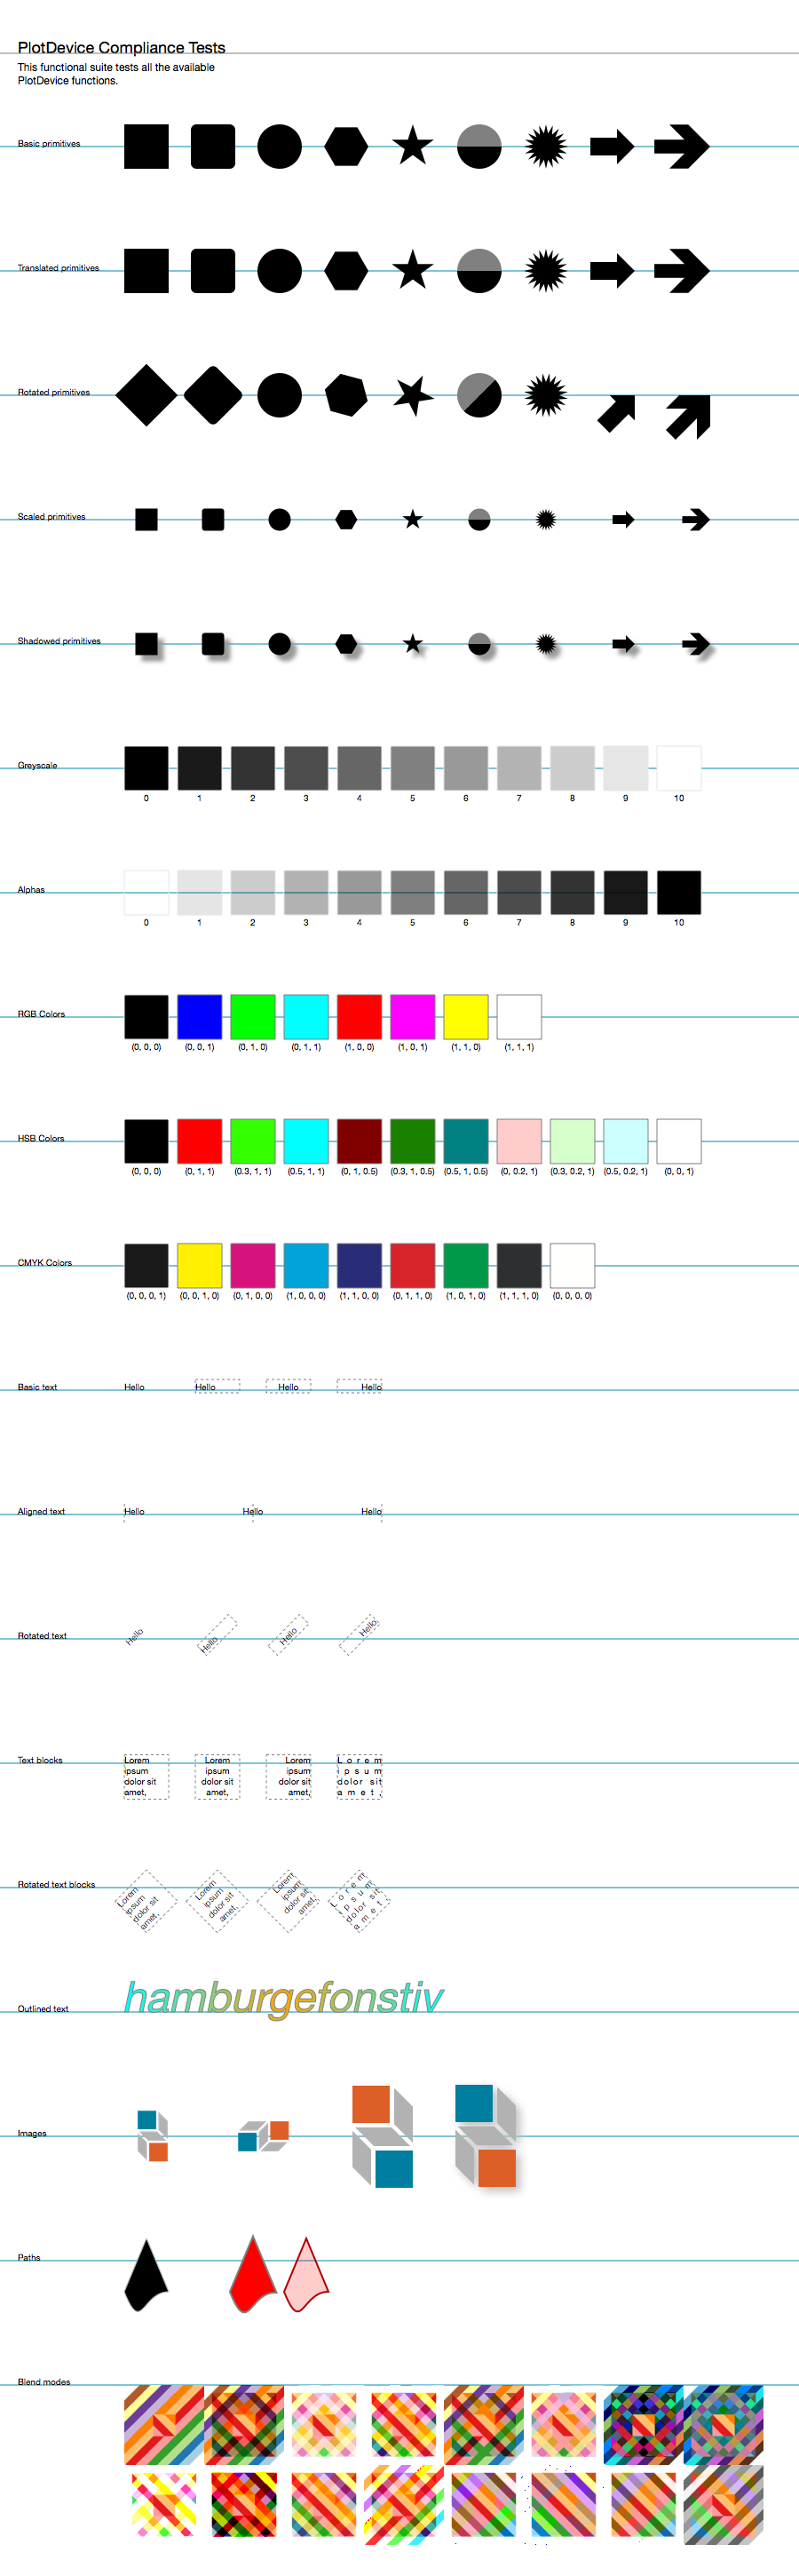 PlotDevice Compliance Tests
This functional suite tests all the available
PlotDevice functions.
Basic primitives
Translated primitives
Rotated primitives
Scaled primitives
Shadowed primitives
Greyscale
0 1 2 3 4 5 6 7 8 9 10
Alphas
0 1 2 3 4 5 6 7 8 9 10
RGB Colors
(0, 0, 0) (0, 0, 1) (0, 1, 0) (0, 1, 1) (1, 0, 0) (1, 0, 1) (1, 1, 0) (1, 1, 1)
HSB Colors
(0, 0, 0) (0, 1, 1) (0.3, 1, 1) (0.5, 1, 1) (0, 1, 0.5) (0.3, 1, 0.5) (0.5, 1, 0.5) (0, 0.2, 1) (0.3, 0.2, 1) (0.5, 0.2, 1) (0, 0, 1)
CMYK Colors
(0, 0, 0, 1) (0, 0, 1, 0) (0, 1, 0, 0) (1, 0, 0, 0) (1, 1, 0, 0) (0, 1, 1, 0) (1, 0, 1, 0) (1, 1, 1, 0) (0, 0, 0, 0)
Basic text Hello Hello Hello Hello
Aligned text Hello Hello Hello
Rotated text Hello Hello Hello Hello
Text blocks
Lorem
ipsum
dolor sit
amet,
Lorem
ipsum
dolor sit
amet,
Lorem
ipsum
dolor sit
amet,
Lorem
ipsum
dolor sit
amet,
Rotated text blocks
Lorem
ipsum
dolor sit
amet,
Lorem
ipsum
dolor sit
amet,
Lorem
ipsum
dolor sit
amet,
Lorem
ipsum
dolor sit
amet,
Outlined text
hamburgefonstiv
Images
Paths
Blend modes